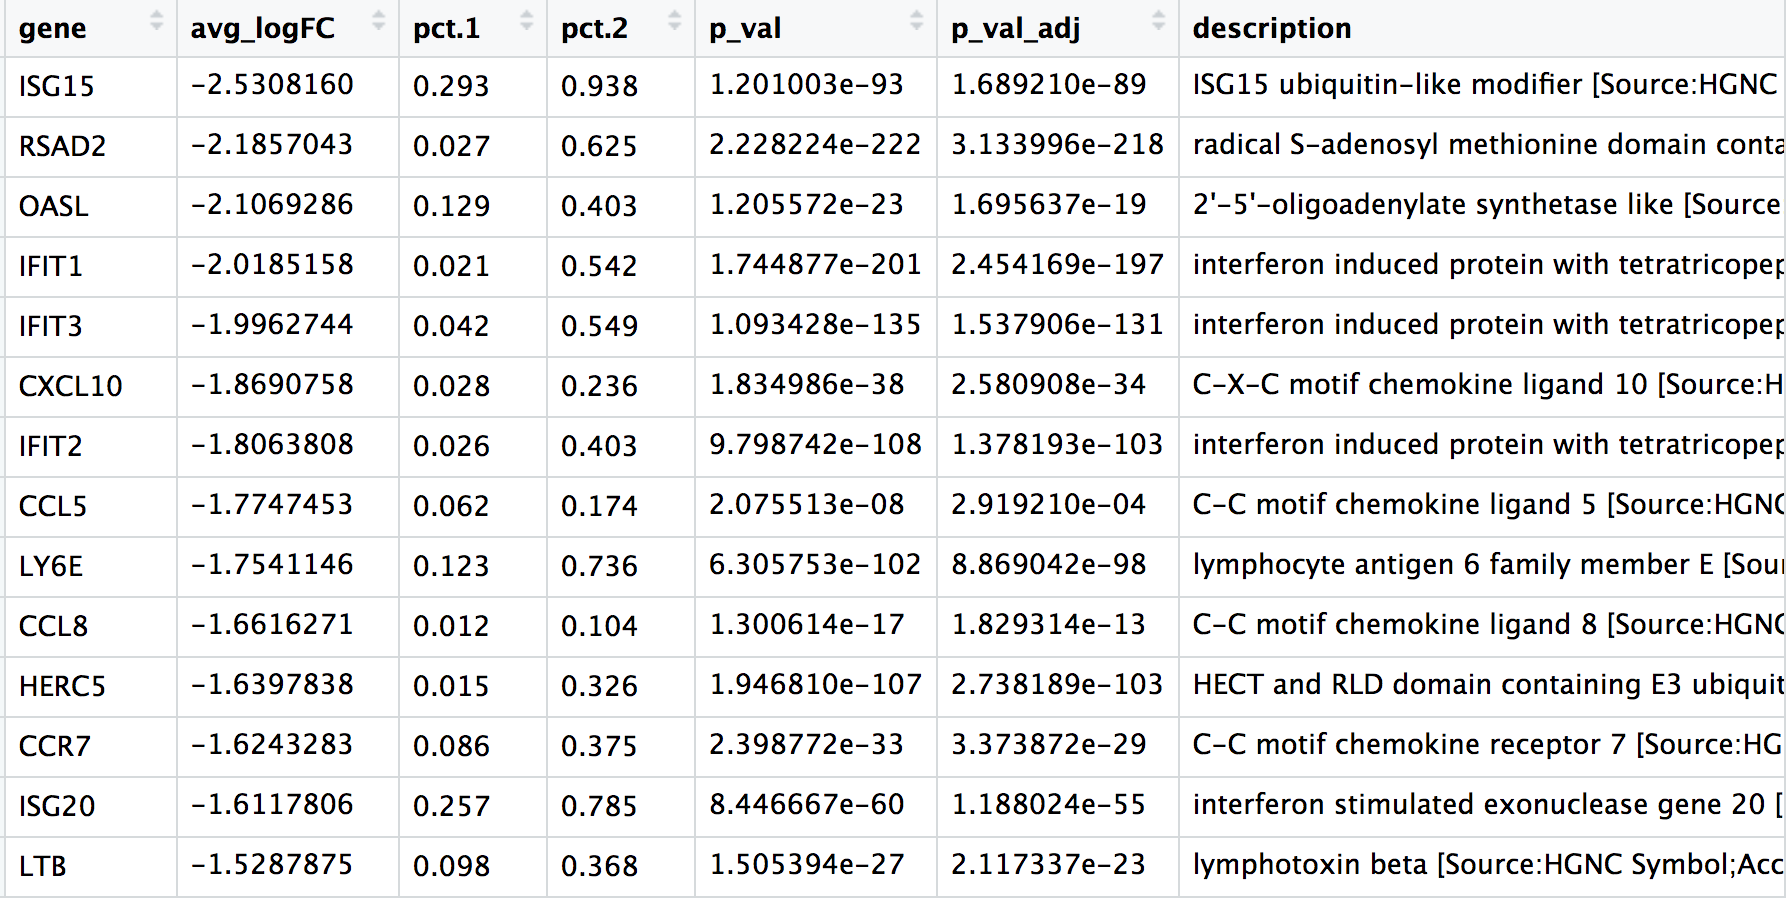 gene avg_logFC pct.1 pct.2 p_val p_val_adj description
ISG15 −2.5308160 0.293 0.938 1.201003e−93 1.689210e−89 ISG15 ubiquitin−like modifier [Source:HGNC
RSAD2 −2.1857043 0.027 0.625 2.228224e−222 3.133996e−218 radical S−adenosyl methionine domain conta
OASL −2.1069286 0.129 0.403 1.205572e−23 1.695637e−19 2'−5'−oligoadenylate synthetase like [Source
IFIT1 −2.0185158 0.021 0.542 1.744877e−201 2.454169e−197 interferon induced protein with tetratricopep
IFIT3 −1.9962744 0.042 0.549 1.093428e−135 1.537906e−131 interferon induced protein with tetratricopep
CXCL10 −1.8690758 0.028 0.236 1.834986e−38 2.580908e−34 C−X−C motif chemokine ligand 10 [Source:H
IFIT2 −1.8063808 0.026 0.403 9.798742e−108 1.378193e−103 interferon induced protein with tetratricopep
CCL5 −1.7747453 0.062 0.174 2.075513e−08 2.919210e−04 C−C motif chemokine ligand 5 [Source:HGNC
LY6E −1.7541146 0.123 0.736 6.305753e−102 8.869042e−98 lymphocyte antigen 6 family member E [Sour
CCL8 −1.6616271 0.012 0.104 1.300614e−17 1.829314e−13 C−C motif chemokine ligand 8 [Source:HGNC
HERC5 −1.6397838 0.015 0.326 1.946810e−107 2.738189e−103 HECT and RLD domain containing E3 ubiquit
CCR7 −1.6243283 0.086 0.375 2.398772e−33 3.373872e−29 C−C motif chemokine receptor 7 [Source:HG
ISG20 −1.6117806 0.257 0.785 8.446667e−60 1.188024e−55 interferon stimulated exonuclease gene 20 [
LTB −1.5287875 0.098 0.368 1.505394e−27 2.117337e−23 lymphotoxin beta [Source:HGNC Symbol;Acc